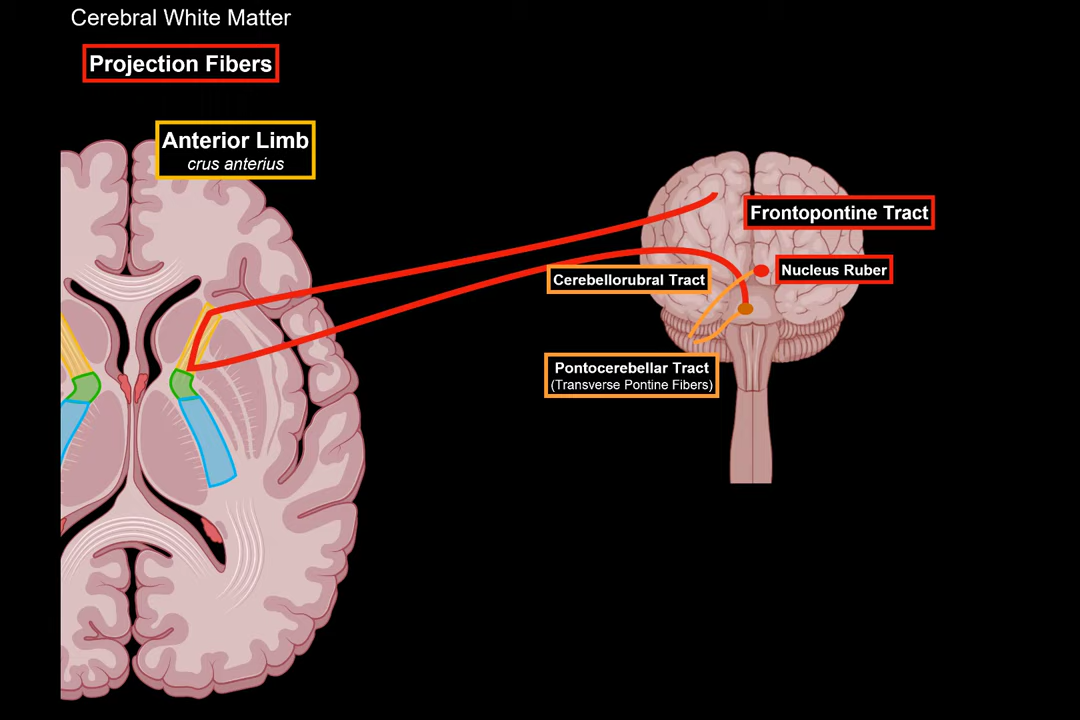 Cerebral White Matter
Projection Fibers
Anterior Limb
crus anterius
Frontopontine Tract
Nucleus Ruber
Cerebellorubral Tract
Pontocerebellar Tract
(Transverse Pontine Fibers)